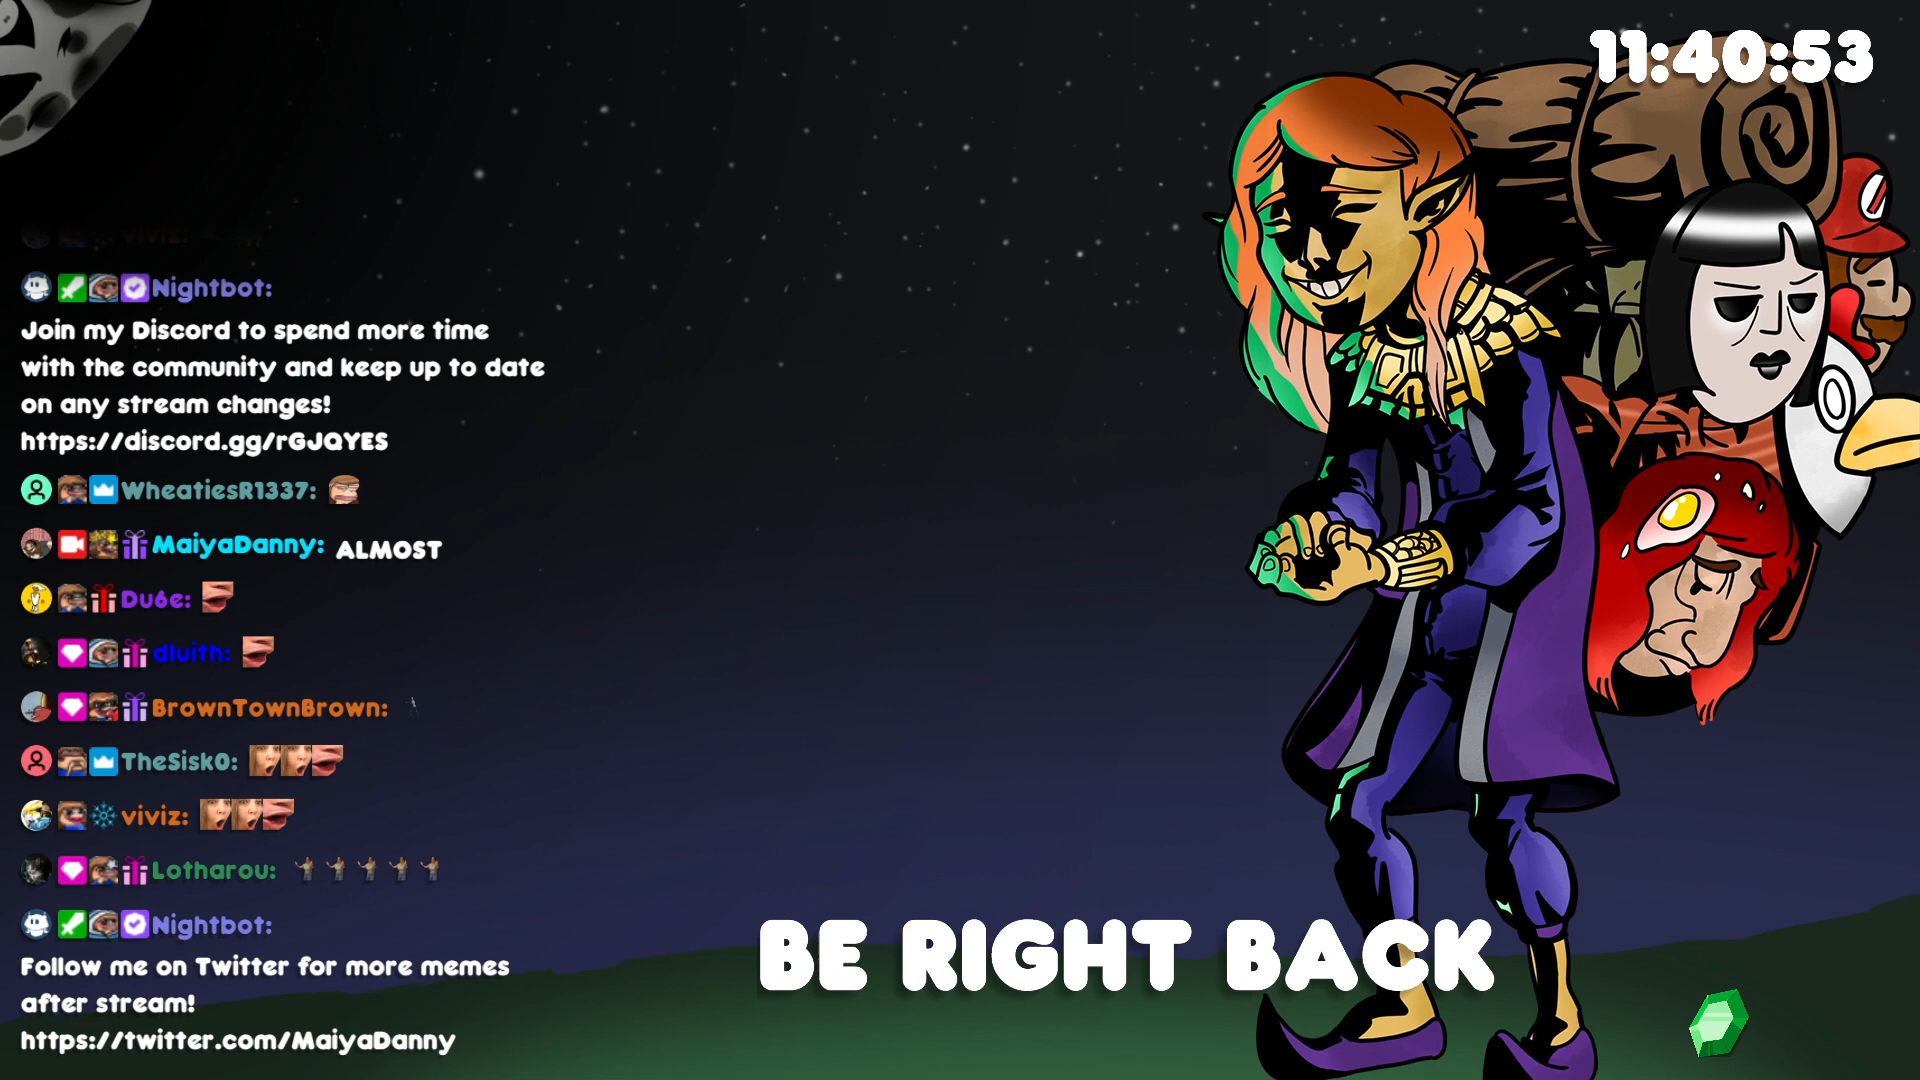 11:40:53
viviz:
Nightbot:
Join my Discord to spend more time
with the community and keep up to date
on any stream changes!
https://discord.gg/rGJQYES
WheatiesR1337:
MaiyaDanny: ALMOST
Du6e:
dluith:
BrownTownBrown:
TheSisk0:
viviz:
Lotharou:
Nightbot:
Follow me on Twitter for more memes
after stream!
https://twitter.com/MaiyaDanny
BE RIGHT BACK